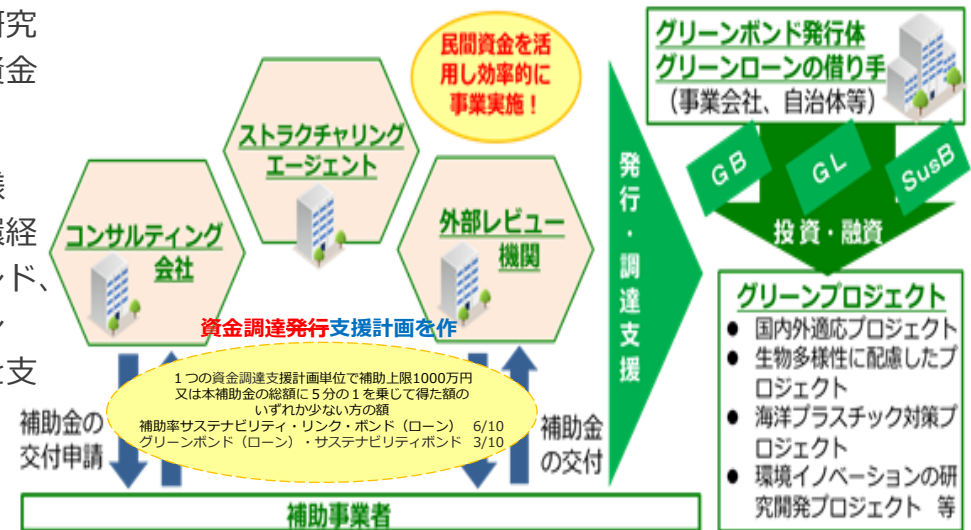 研究
資金
様
環経
ンド、
を支
民間資金を活
用し効率的に
事業実施！
ストラクチャリング
エージェント
コンサルティング
会社
外部レビュー
機関
資金調達発行支援計画を作
１つの資金調達支援計画単位で補助上限1000万円
又は本補助金の総額に５分の１を乗じて得た額の
いずれか少ない方の額
補助率サステナビリティ・リンク・ボンド（ローン） 6/10
グリーンボンド（ローン）・サステナビリティボンド 3/10
補助金の
交付申請
補助金
の交付
補助事業者
発行・調達支援
グリーンボンド発行体
グリーンローンの借り手
（事業会社、自治体等）
GB
GL
SusB
投資・融資
グリーンプロジェクト
● 国内外適応プロジェクト
● 生物多様性に配慮したプ
ロジェクト
● 海洋プラスチック対策プ
ロジェクト
● 環境イノベーションの研
究開発プロジェクト 等